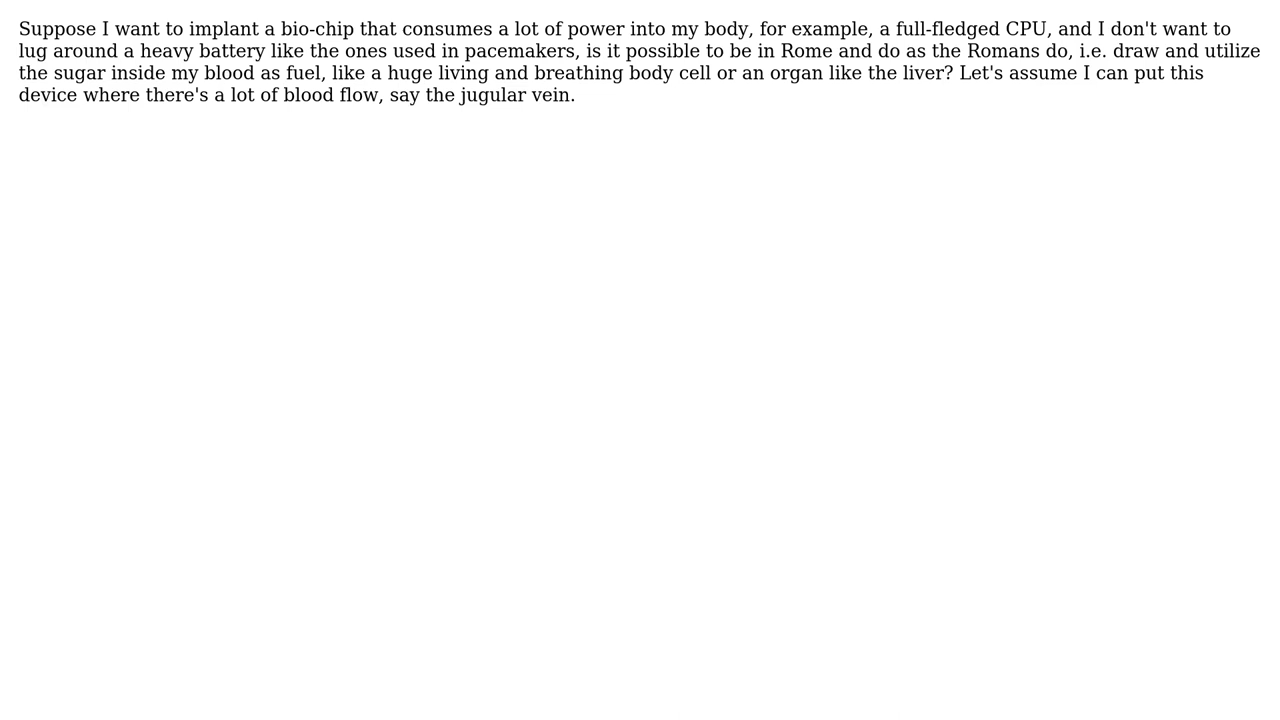 Suppose I want to implant a bio-chip that consumes a lot of power into my body, for example, a full-fledged CPU, and I don't want to
lug around a heavy battery like the ones used in pacemakers, is it possible to be in Rome and do as the Romans do, i.e. draw and utilize
the sugar inside my blood as fuel, like a huge living and breathing body cell or an organ like the liver? Let's assume I can put this
device where there's a lot of blood flow, say the jugular vein.